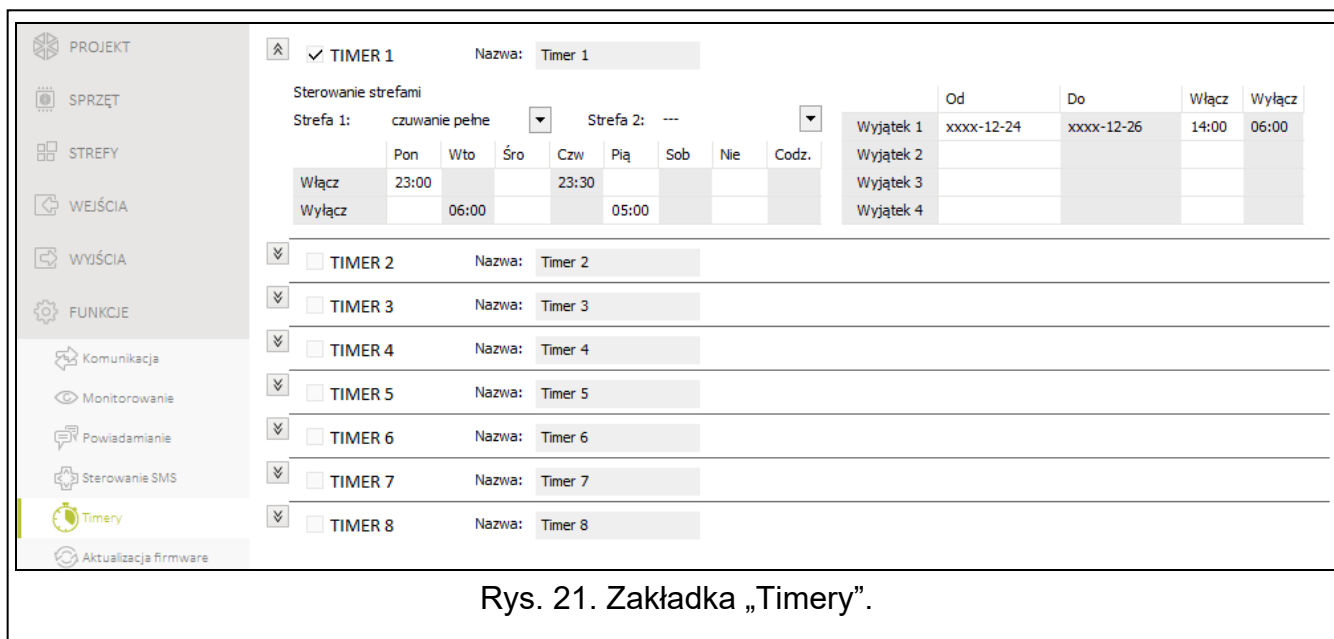 PROJEKT
SPRZĘT
STREFY
WEJŚCIA
WYJŚCIA
FUNKCJE
Komunikacja
Monitorowanie
Powiadamianie
Sterowanie SMS
Timery
Aktualizacja firmware
TIMER 1 Nazwa: Timer 1
Sterowanie strefami
Strefa 1: czuwanie pełne Strefa 2: ---
Pon Wto Śro Czw Pią Sob Nie Codz.
Włącz 23:00 23:30
Wyłącz 06:00 05:00
Od Do Włącz Wyłącz
Wyjątek 1 xxxx-12-24 xxxx-12-26 14:00 06:00
Wyjątek 2
Wyjątek 3
Wyjątek 4
TIMER 2 Nazwa: Timer 2
TIMER 3 Nazwa: Timer 3
TIMER 4 Nazwa: Timer 4
TIMER 5 Nazwa: Timer 5
TIMER 6 Nazwa: Timer 6
TIMER 7 Nazwa: Timer 7
TIMER 8 Nazwa: Timer 8
Rys. 21. Zakładka „Timery”.